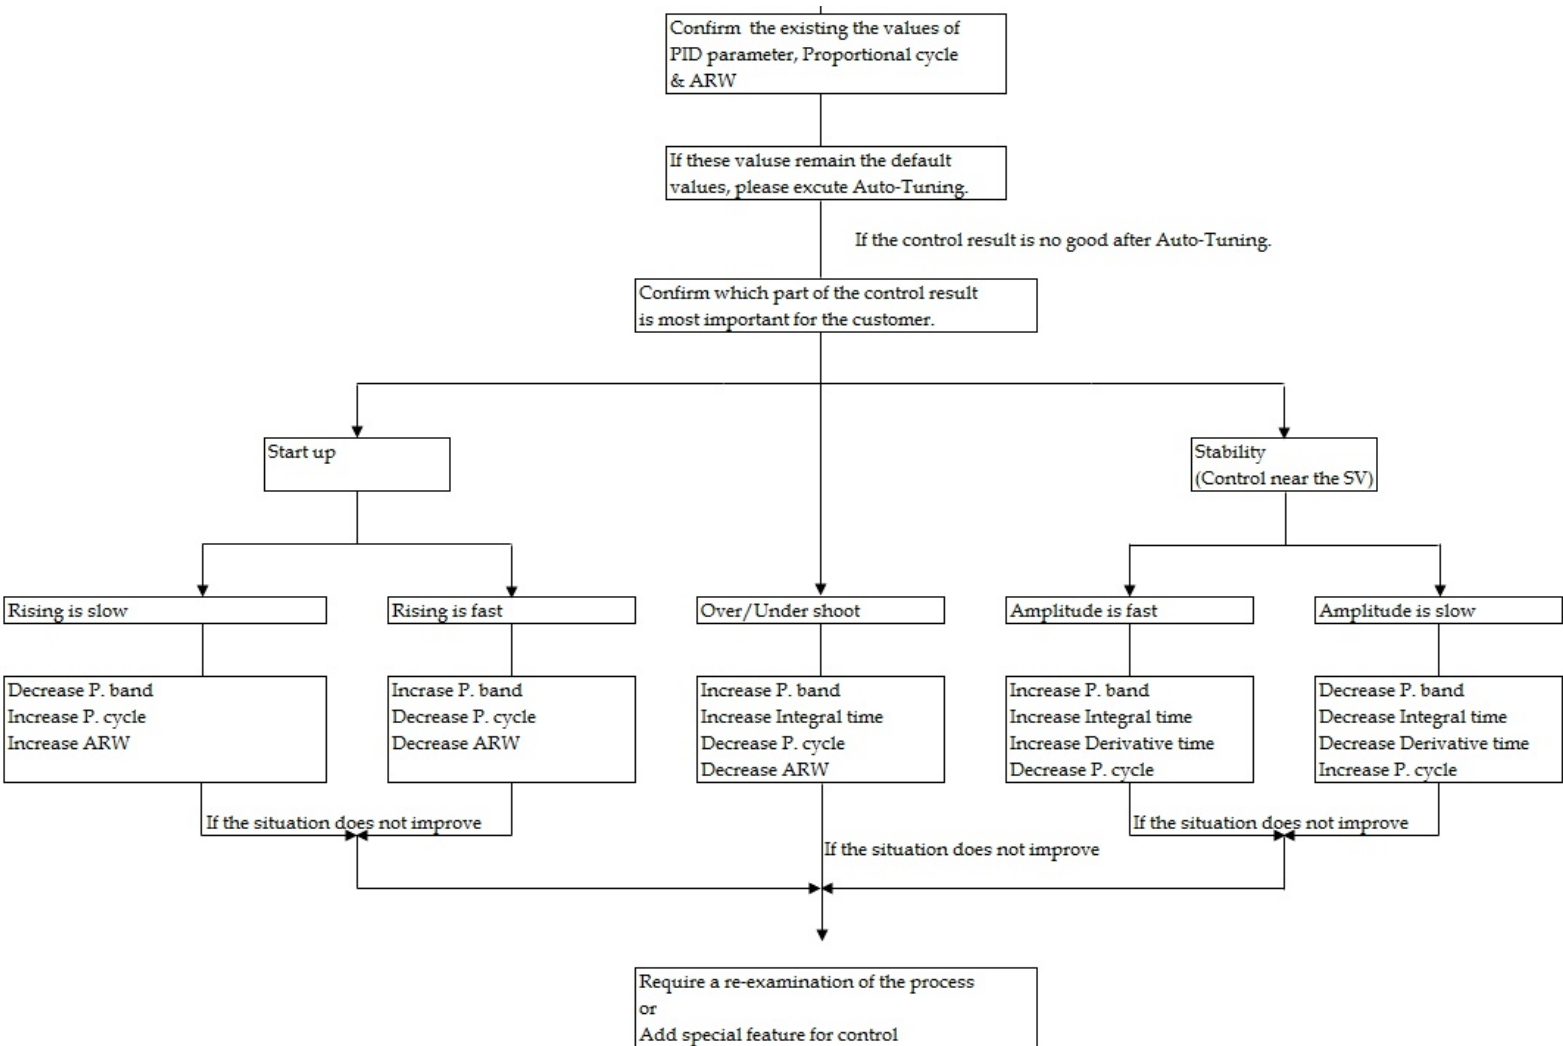 Confirm  the existing the values of
PID parameter, Proportional cycle
& ARW
If these valuse remain the default
values, please excute Auto-Tuning.
If the control result is no good after Auto-Tuning.
Confirm which part of the control result
is most important for the customer.
Start up
Stability
(Control near the SV)
Rising is slow
Rising is fast
Over/Under shoot
Amplitude is fast
Amplitude is slow
Decrease P. band
Increase P. cycle
Increase ARW
Incrase P. band
Decrease P. cycle
Decrease ARW
Increase P. band
Increase Integral time
Decrease P. cycle
Decrease ARW
Increase P. band
Increase Integral time
Increase Derivative time
Decrease P. cycle
Decrease P. band
Decrease Integral time
Decrease Derivative time
Increase P. cycle
If the situation does not improve
If the situation does not improve
If the situation does not improve
Require a re-examination of the process
or
Add special feature for control